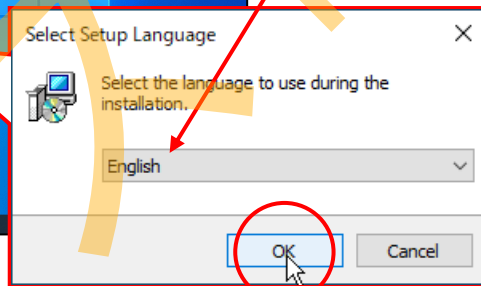 Select Setup Language
Select the language to use during the
installation.
English
OK
Cancel